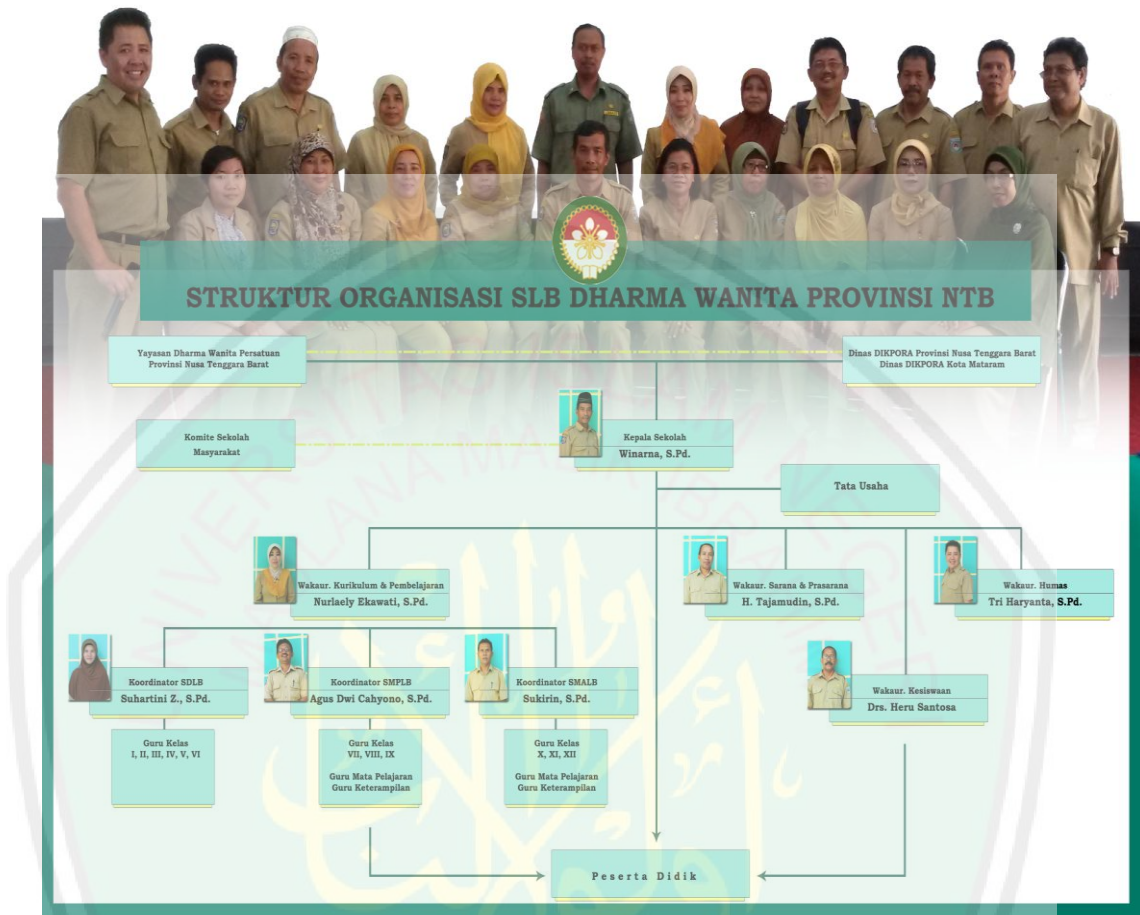 STRUKTUR ORGANISASI SLB DHARMA WANITA PROVINSI NTB
Yayasan Dharma Wanita Persatuan
Provinsi Nusa Tenggara Barat
Dinas DIKPORA Provinsi Nusa Tenggara Barat
Dinas DIKPORA Kota Mataram
Komite Sekolah
Masyarakat
Kepala Sekolah
Winarna, S.Pd.
Tata Usaha
Wakaur. Kurikulum & Pembelajaran
Nurlaely Ekawati, S.Pd.
Wakaur. Sarana & Prasarana
H. Tajamudin, S.Pd.
Wakaur. Humas
Tri Haryanta, S.Pd.
Koordinator SDLB
Suhartini Z., S.Pd.
Koordinator SMPLB
Agus Dwi Cahyono, S.Pd.
Koordinator SMALB
Sukirin, S.Pd.
Wakaur. Kesiswaan
Drs. Heru Santosa
Guru Kelas
I, II, III, IV, V, VI
Guru Kelas
VII, VIII, IX
Guru Mata Pelajaran
Guru Keterampilan
Guru Kelas
X, XI, XII
Guru Mata Pelajaran
Guru Keterampilan
Peserta Didik